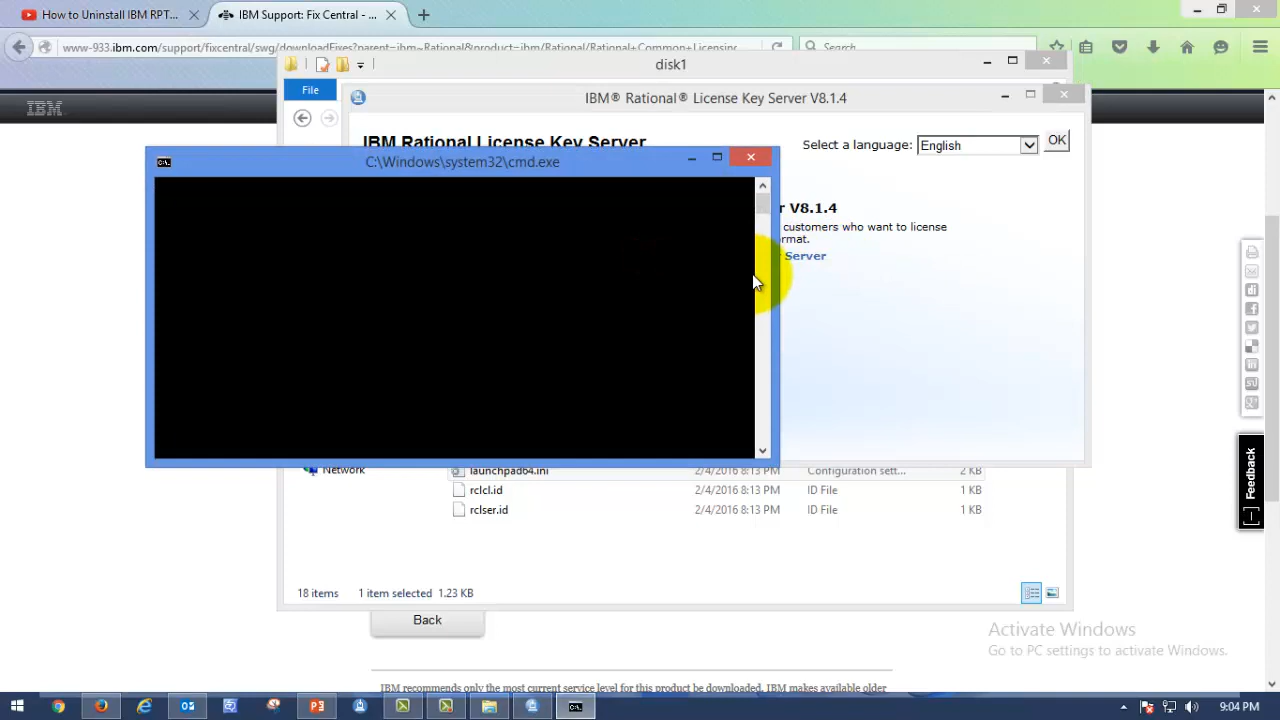 How to Uninstall IBM RPT...
IBM Support: Fix Central - ...
www-933.ibm.com/support/fixcentral/swg/downloadFixes?parent=ibm~Rational&product=ibm/Rational/Rational+Common+Licensing
Search
disk1
IBM
File
IBM® Rational® License Key Server V8.1.4
IBM Rational License Key Server
Select a language:
English
OK
C:\Windows\system32\cmd.exe
r V8.1.4
customers who want to license
rmat.
Server
Network
launchpad64.ini
2/4/2016 8:13 PM
Configuration sett...
2 KB
rclcl.id
2/4/2016 8:13 PM
ID File
1 KB
rclser.id
2/4/2016 8:13 PM
ID File
1 KB
Feedback
18 items
1 item selected 1.23 KB
Back
Activate Windows
Go to PC settings to activate Windows.
IBM recommends only the most current service level for this product be downloaded. IBM makes available older
9:04 PM